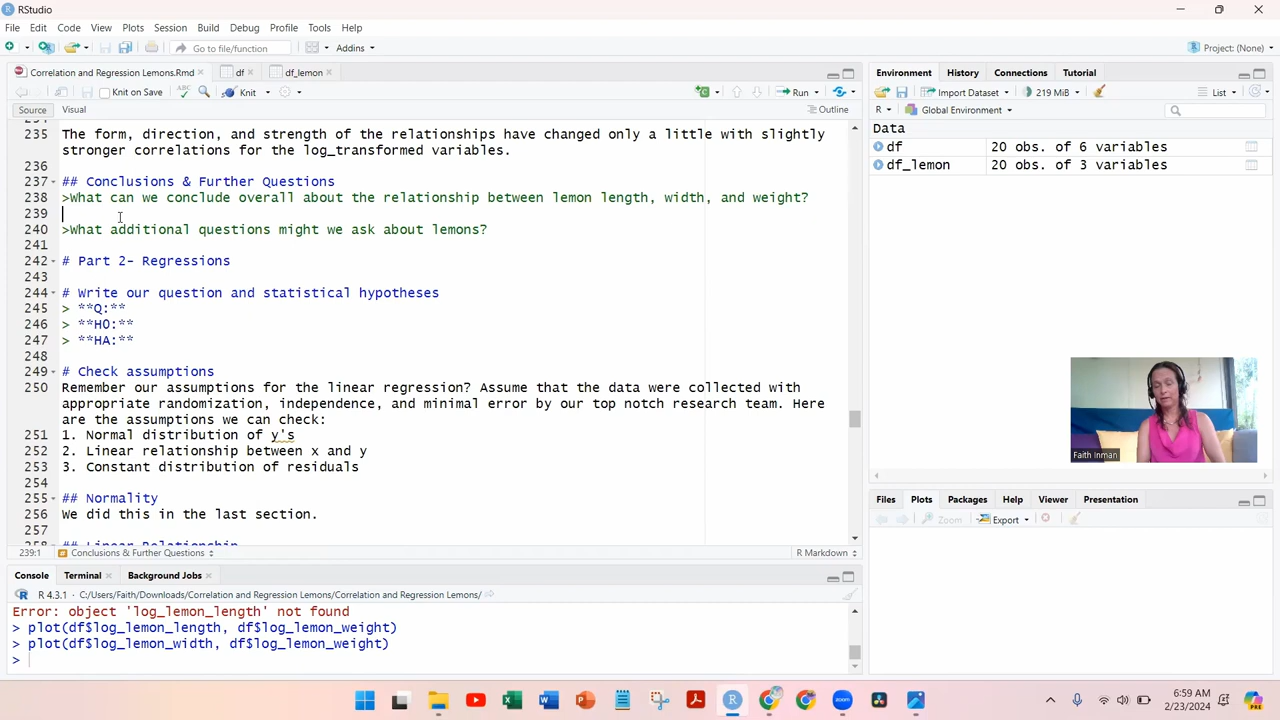 RStudio
File Edit Code View Plots Session Build Debug Profile Tools Help
Go to file/function Addins Project: (None)
Correlation and Regression Lemons.Rmd df df_lemon
Knit on Save Knit Run
Source Visual Outline
235 The form, direction, and strength of the relationships have changed only a little with slightly
stronger correlations for the log_transformed variables.
236
237 ## Conclusions & Further Questions
238 >What can we conclude overall about the relationship between lemon length, width, and weight?
239
240 >What additional questions might we ask about lemons?
241
242 # Part 2- Regressions
243
244 # Write our question and statistical hypotheses
245 > **Q:**
246 > **H0:**
247 > **HA:**
248
249 # Check assumptions
250 Remember our assumptions for the linear regression? Assume that the data were collected with
appropriate randomization, independence, and minimal error by our top notch research team. Here
are the assumptions we can check:
251 1. Normal distribution of y's
252 2. Linear relationship between x and y
253 3. Constant distribution of residuals
254
255 ## Normality
256 We did this in the last section.
257
258 ## Linear Relationship
239:1 Conclusions & Further Questions R Markdown
Console Terminal Background Jobs
R 4.3.1 · C:/Users/Faith/Downloads/Correlation and Regression Lemons/Correlation and Regression Lemons/
Error: object 'log_lemon_length' not found
> plot(df$log_lemon_length, df$log_lemon_weight)
> plot(df$log_lemon_width, df$log_lemon_weight)
>
Environment History Connections Tutorial
Import Dataset 219 MiB List
R Global Environment
Data
df 20 obs. of 6 variables
df_lemon 20 obs. of 3 variables
Faith Inman
Files Plots Packages Help Viewer Presentation
Zoom Export
zoom
6:59 AM
2/23/2024
PRE